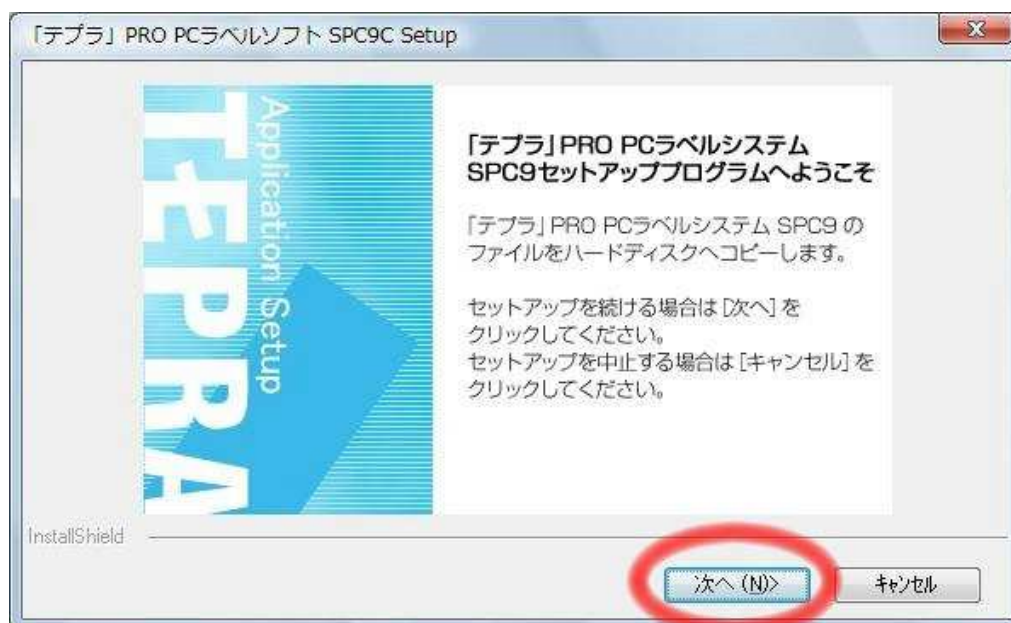 「テプラ」PRO PCラベルソフト SPC9C Setup
TEPRA
Application Setup
「テプラ」PRO PCラベルシステム
SPC9セットアッププログラムへようこそ
「テプラ」PRO PCラベルシステム SPC9 の
ファイルをハードディスクへコピーします。
セットアップを続ける場合は [次へ] を
クリックしてください。
セットアップを中止する場合は [キャンセル] を
クリックしてください。
InstallShield
次へ (N)>
キャンセル